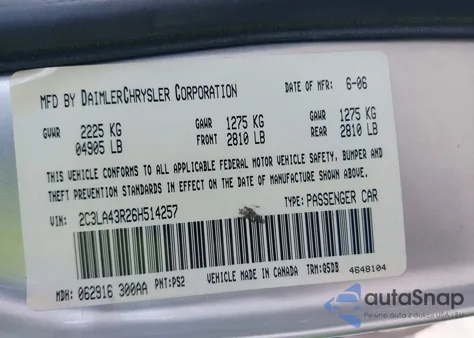 MFD BY DAIMLERCHRYSLER CORPORATION DATE OF MFR: 6-06
GVWR 2225 KG GAWR 1275 KG GAWR 1275 KG
04905 LB FRONT 2810 LB REAR 2810 LB
THIS VEHICLE CONFORMS TO ALL APPLICABLE FEDERAL MOTOR VEHICLE SAFETY, BUMPER AND
THEFT PREVENTION STANDARDS IN EFFECT ON THE DATE OF MANUFACTURE SHOWN ABOVE.
VIN: 2C3LA43R26H514257 TYPE: PASSENGER CAR
MDH: 062916 300AA PNT: PS2 VEHICLE MADE IN CANADA TRM: Q5DB 4648104
autoSnap
Pewne auta z